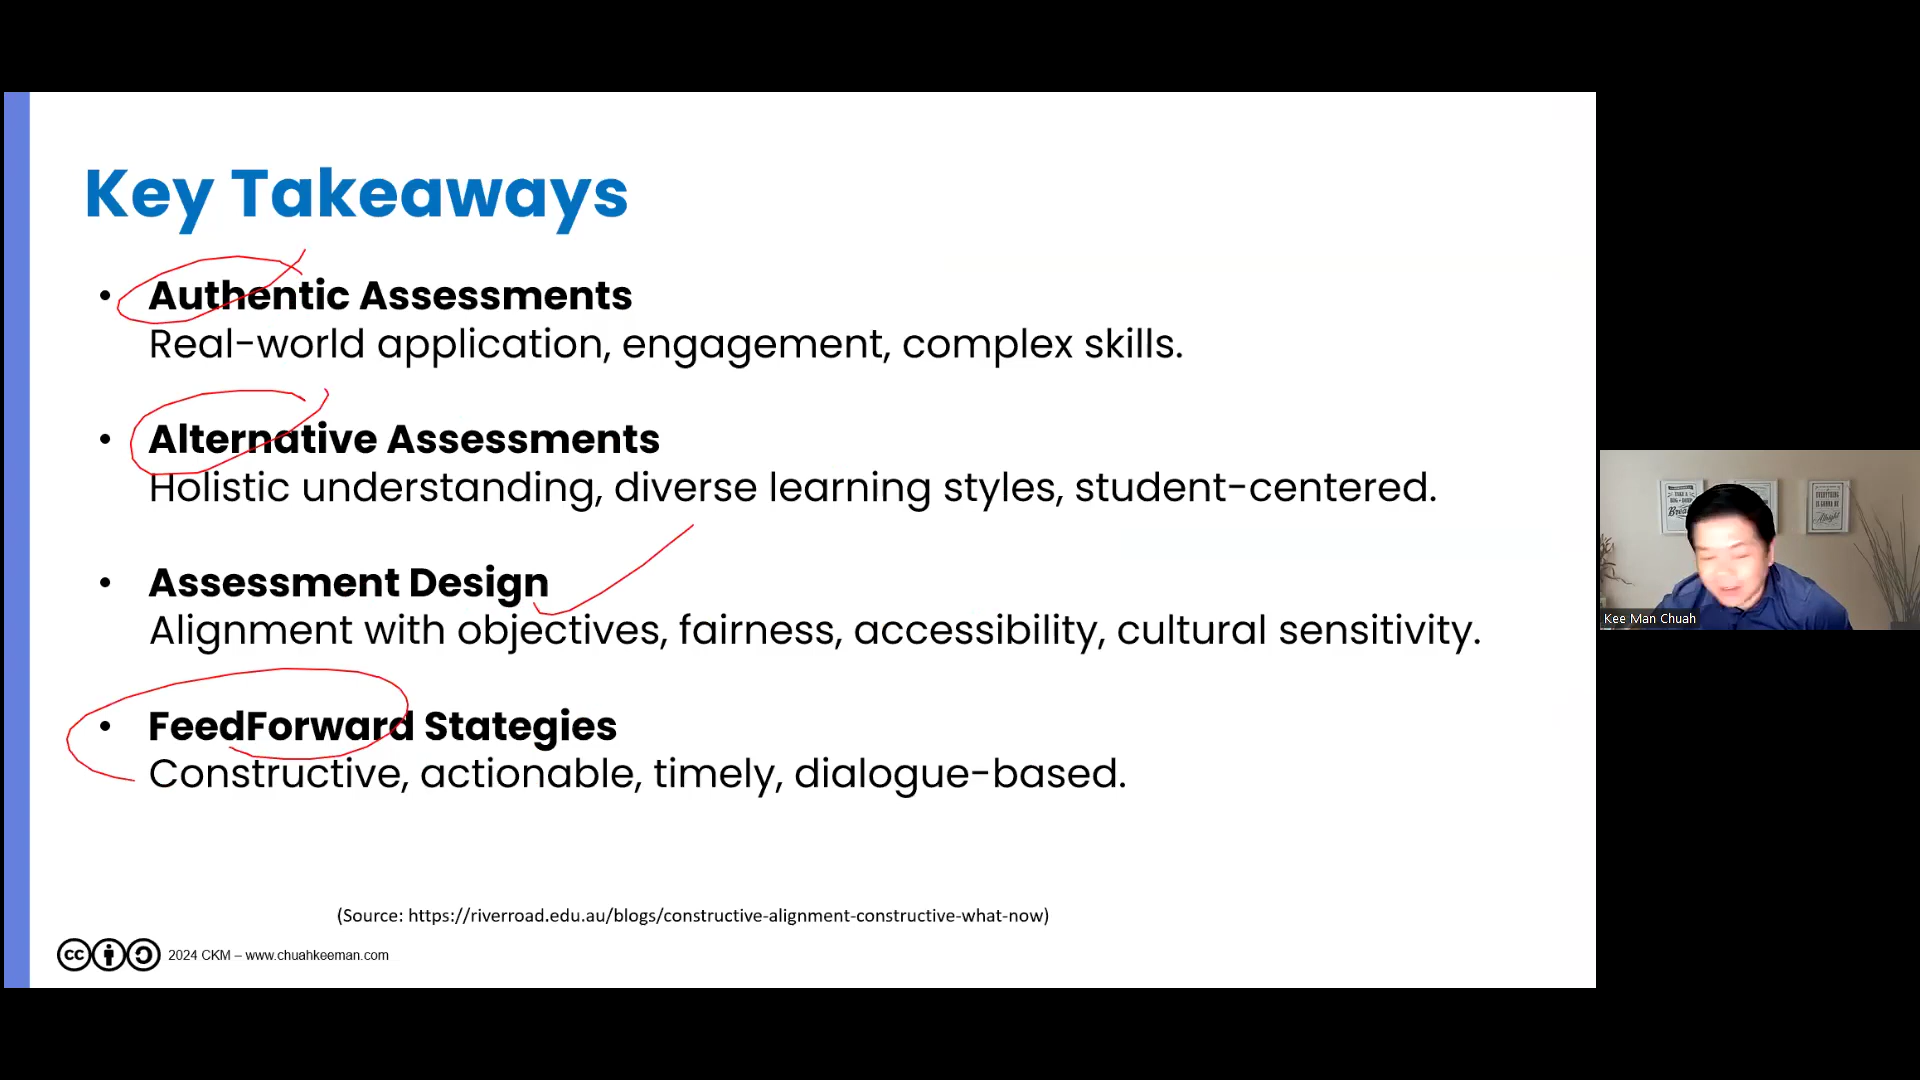 Key Takeaways
• Authentic Assessments
Real-world application, engagement, complex skills.
• Alternative Assessments
Holistic understanding, diverse learning styles, student-centered.
• Assessment Design
Alignment with objectives, fairness, accessibility, cultural sensitivity.
• FeedForward Stategies
Constructive, actionable, timely, dialogue-based.
(Source: https://riverroad.edu.au/blogs/constructive-alignment-constructive-what-now)
cc 2024 CKM – www.chuahkeeman.com
Kee Man Chuah